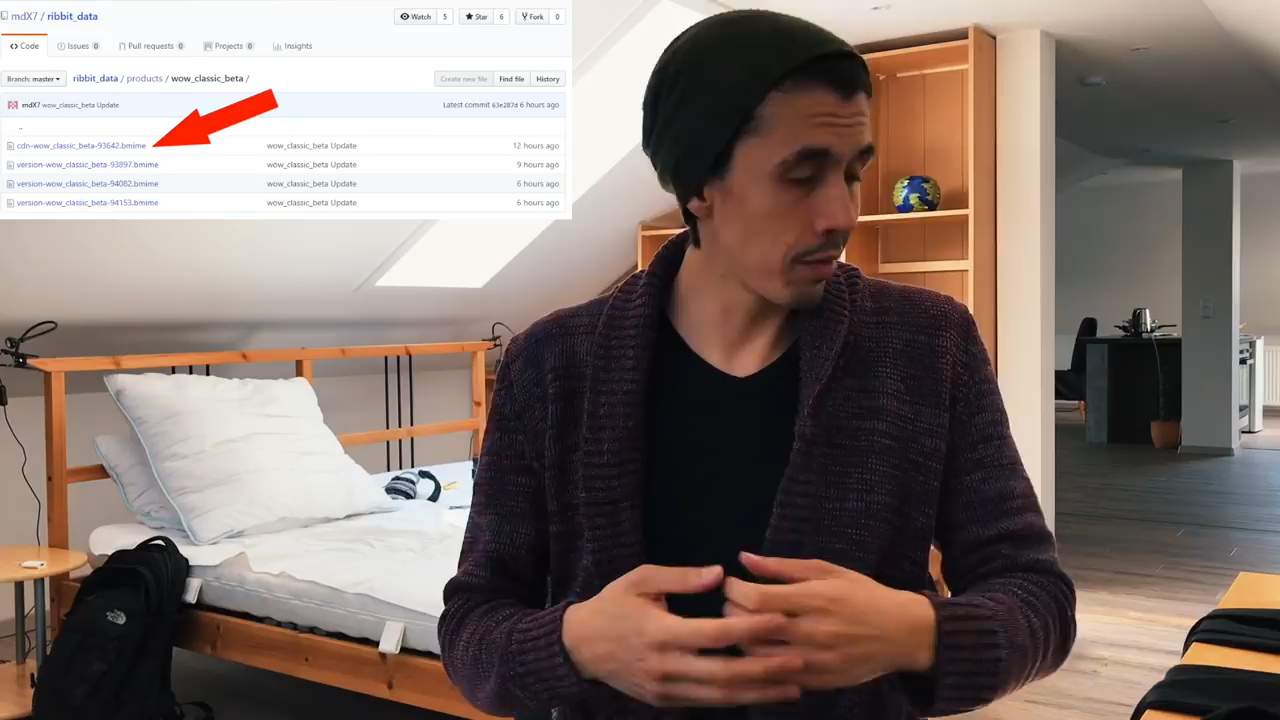 mdX7 / ribbit_data
Watch 5 Star 6 Fork 0
Code Issues 0 Pull requests 0 Projects 0 Insights
Branch: master ribbit_data / products / wow_classic_beta / Create new file Find file History
mdX7 wow_classic_beta Update Latest commit 63e287d 6 hours ago
..
cdn-wow_classic_beta-93642.bmime wow_classic_beta Update 12 hours ago
version-wow_classic_beta-93897.bmime wow_classic_beta Update 9 hours ago
version-wow_classic_beta-94082.bmime wow_classic_beta Update 6 hours ago
version-wow_classic_beta-94153.bmime wow_classic_beta Update 6 hours ago
THE NORTH FACE